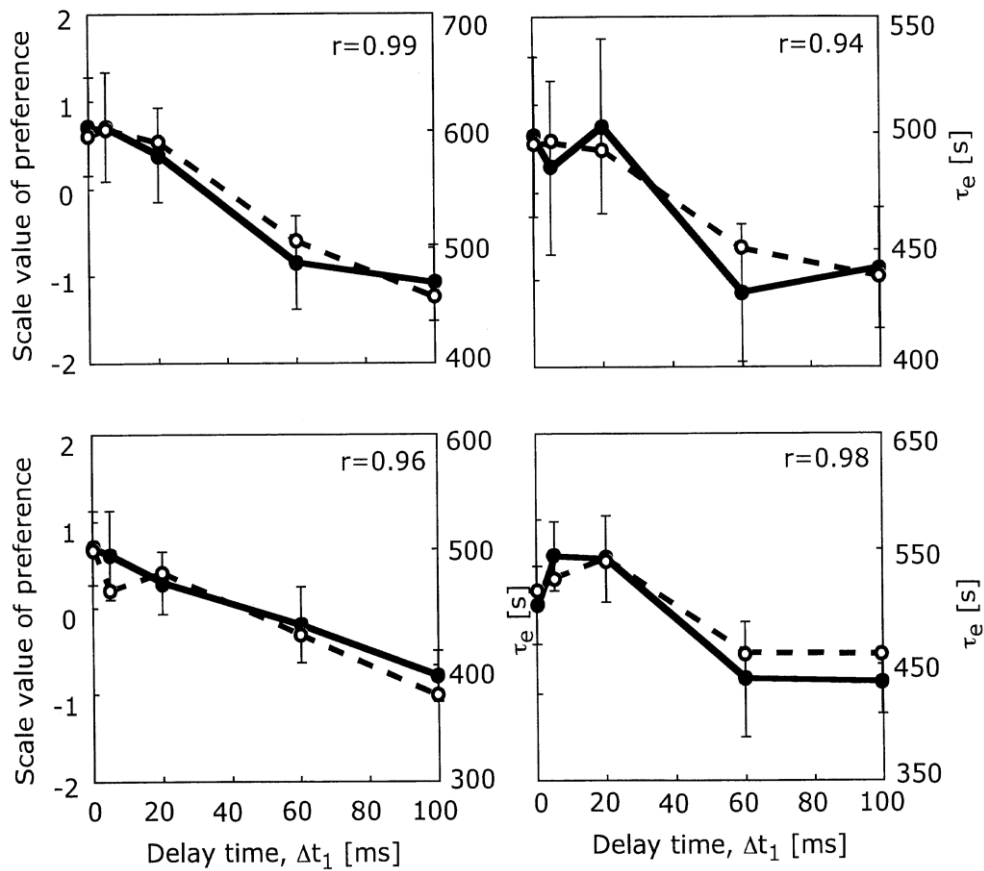 2
1
0
-1
-2
Scale value of preference
r=0.99
700
600
500
400
r=0.94
550
500
450
400
τe [s]
2
1
0
-1
-2
Scale value of preference
r=0.96
600
500
400
300
τe [s]
0 20 40 60 80 100
Delay time, Δt1 [ms]
r=0.98
650
550
450
350
τe [s]
0 20 40 60 80 100
Delay time, Δt1 [ms]